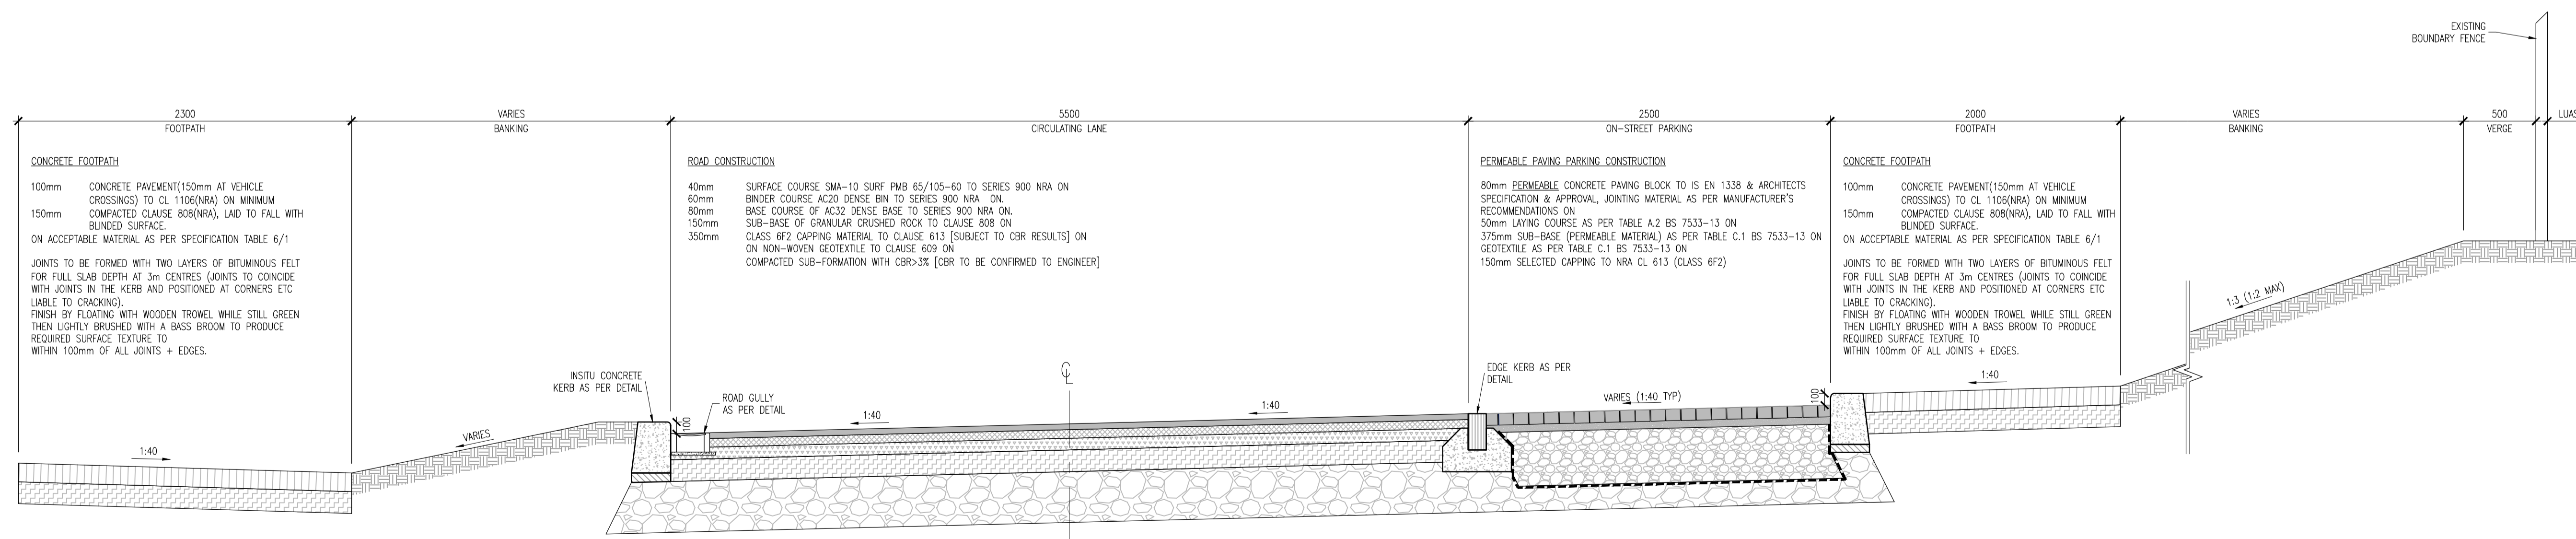 EXISTING
BOUNDARY FENCE
2300
FOOTPATH
VARIES
BANKING
5500
CIRCULATING LANE
2500
ON-STREET PARKING
2000
FOOTPATH
VARIES
BANKING
500
VERGE
LUAS
CONCRETE FOOTPATH
100mm CONCRETE PAVEMENT(150mm AT VEHICLE
CROSSINGS) TO CL 1106(NRA) ON MINIMUM
150mm COMPACTED CLAUSE 808(NRA), LAID TO FALL WITH
BLINDED SURFACE.
ON ACCEPTABLE MATERIAL AS PER SPECIFICATION TABLE 6/1
JOINTS TO BE FORMED WITH TWO LAYERS OF BITUMINOUS FELT
FOR FULL SLAB DEPTH AT 3m CENTRES (JOINTS TO COINCIDE
WITH JOINTS IN THE KERB AND POSITIONED AT CORNERS ETC
LIABLE TO CRACKING).
FINISH BY FLOATING WITH WOODEN TROWEL WHILE STILL GREEN
THEN LIGHTLY BRUSHED WITH A BASS BROOM TO PRODUCE
REQUIRED SURFACE TEXTURE TO
WITHIN 100mm OF ALL JOINTS + EDGES.
ROAD CONSTRUCTION
40mm SURFACE COURSE SMA-10 SURF PMB 65/105-60 TO SERIES 900 NRA ON
60mm BINDER COURSE AC20 DENSE BIN TO SERIES 900 NRA ON.
80mm BASE COURSE OF AC32 DENSE BASE TO SERIES 900 NRA ON.
150mm SUB-BASE OF GRANULAR CRUSHED ROCK TO CLAUSE 808 ON
350mm CLASS 6F2 CAPPING MATERIAL TO CLAUSE 613 [SUBJECT TO CBR RESULTS] ON
ON NON-WOVEN GEOTEXTILE TO CLAUSE 609 ON
COMPACTED SUB-FORMATION WITH CBR>3% [CBR TO BE CONFIRMED TO ENGINEER]
PERMEABLE PAVING PARKING CONSTRUCTION
80mm PERMEABLE CONCRETE PAVING BLOCK TO IS EN 1338 & ARCHITECTS
SPECIFICATION & APPROVAL, JOINTING MATERIAL AS PER MANUFACTURER'S
RECOMMENDATIONS ON
50mm LAYING COURSE AS PER TABLE A.2 BS 7533-13 ON
375mm SUB-BASE (PERMEABLE MATERIAL) AS PER TABLE C.1 BS 7533-13 ON
GEOTEXTILE AS PER TABLE C.1 BS 7533-13 ON
150mm SELECTED CAPPING TO NRA CL 613 (CLASS 6F2)
CONCRETE FOOTPATH
100mm CONCRETE PAVEMENT(150mm AT VEHICLE
CROSSINGS) TO CL 1106(NRA) ON MINIMUM
150mm COMPACTED CLAUSE 808(NRA), LAID TO FALL WITH
BLINDED SURFACE.
ON ACCEPTABLE MATERIAL AS PER SPECIFICATION TABLE 6/1
JOINTS TO BE FORMED WITH TWO LAYERS OF BITUMINOUS FELT
FOR FULL SLAB DEPTH AT 3m CENTRES (JOINTS TO COINCIDE
WITH JOINTS IN THE KERB AND POSITIONED AT CORNERS ETC
LIABLE TO CRACKING).
FINISH BY FLOATING WITH WOODEN TROWEL WHILE STILL GREEN
THEN LIGHTLY BRUSHED WITH A BASS BROOM TO PRODUCE
REQUIRED SURFACE TEXTURE TO
WITHIN 100mm OF ALL JOINTS + EDGES.
1:3 (1:2 MAX)
INSITU CONCRETE
KERB AS PER DETAIL
ROAD GULLY
AS PER DETAIL
CL
EDGE KERB AS PER
DETAIL
VARIES (1:40 TYP)
1:40
100
1:40
1:40
100
VARIES
1:40